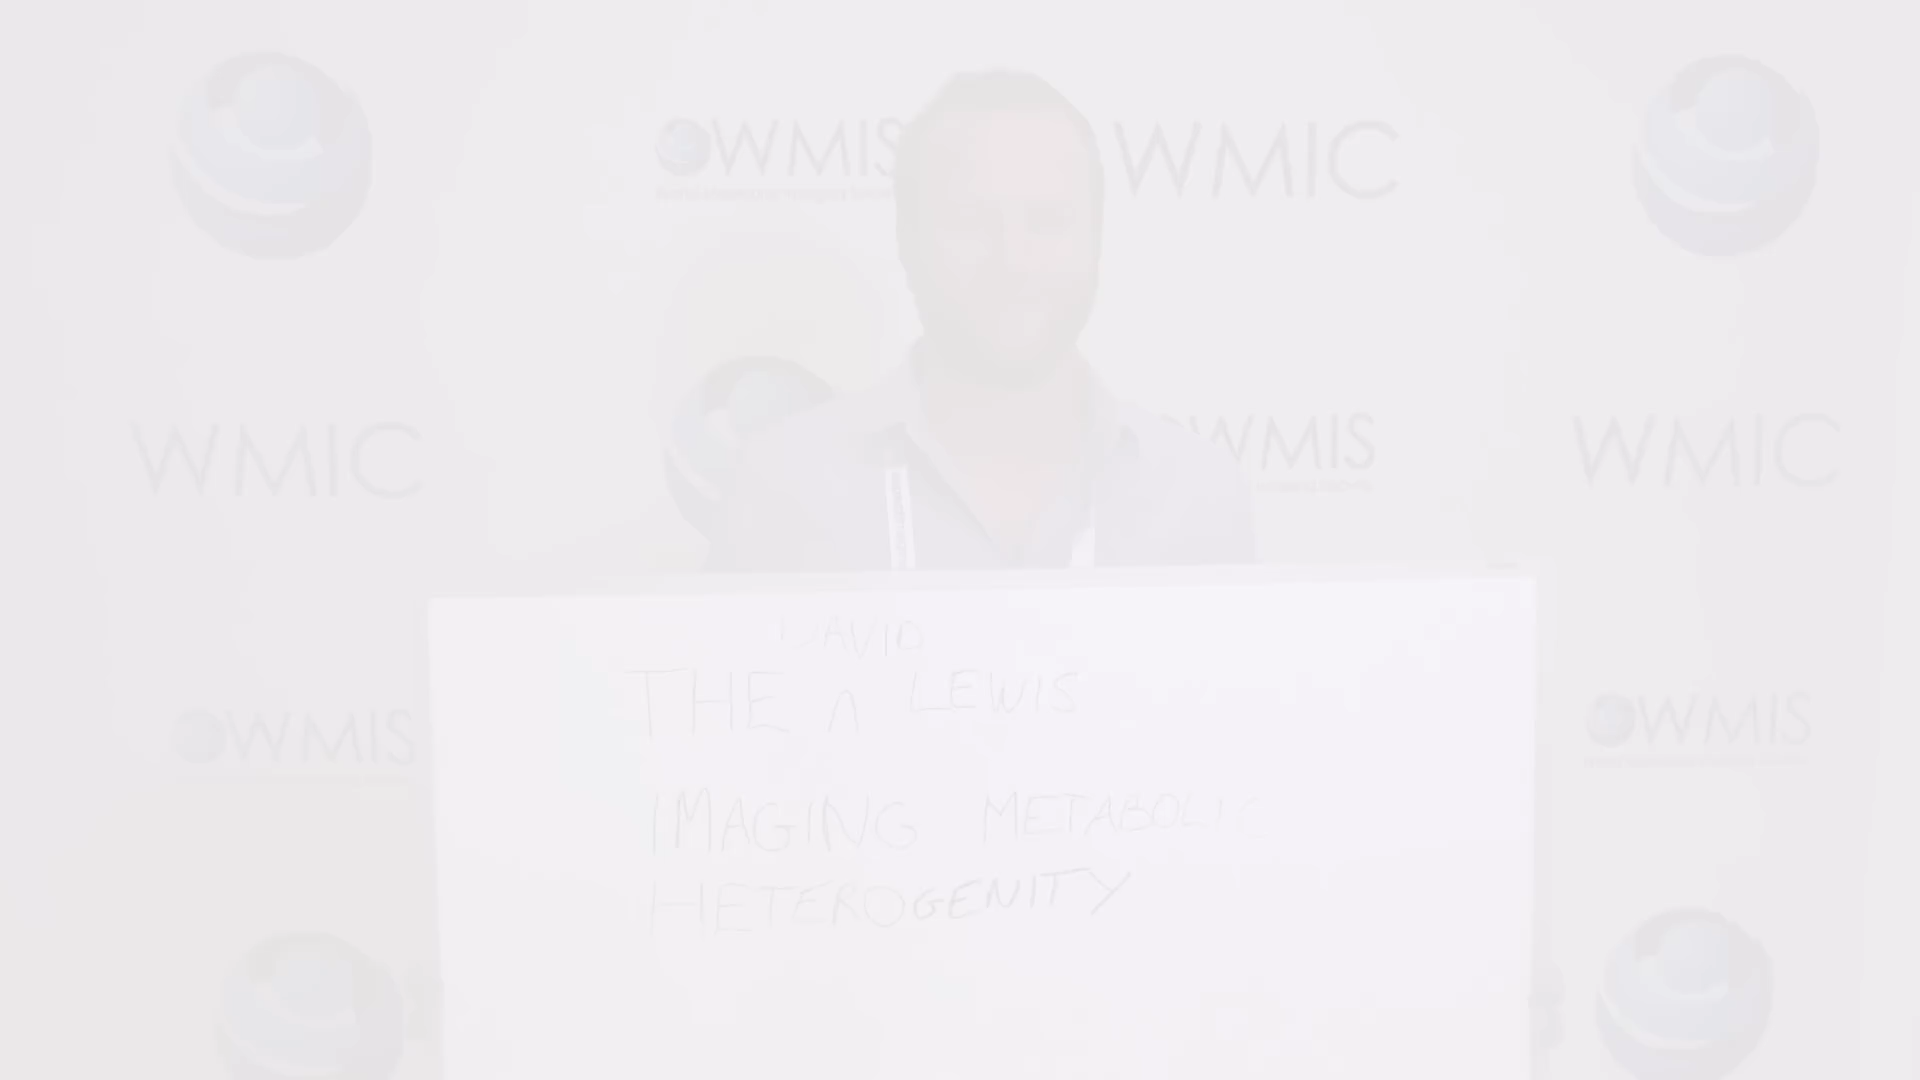 WMIS
WMIC
WMIC
WMIS
WMIC
DAVID
THE ^ LEWIS
WMIS
WMIS
IMAGING METABOLIC
HETEROGENITY